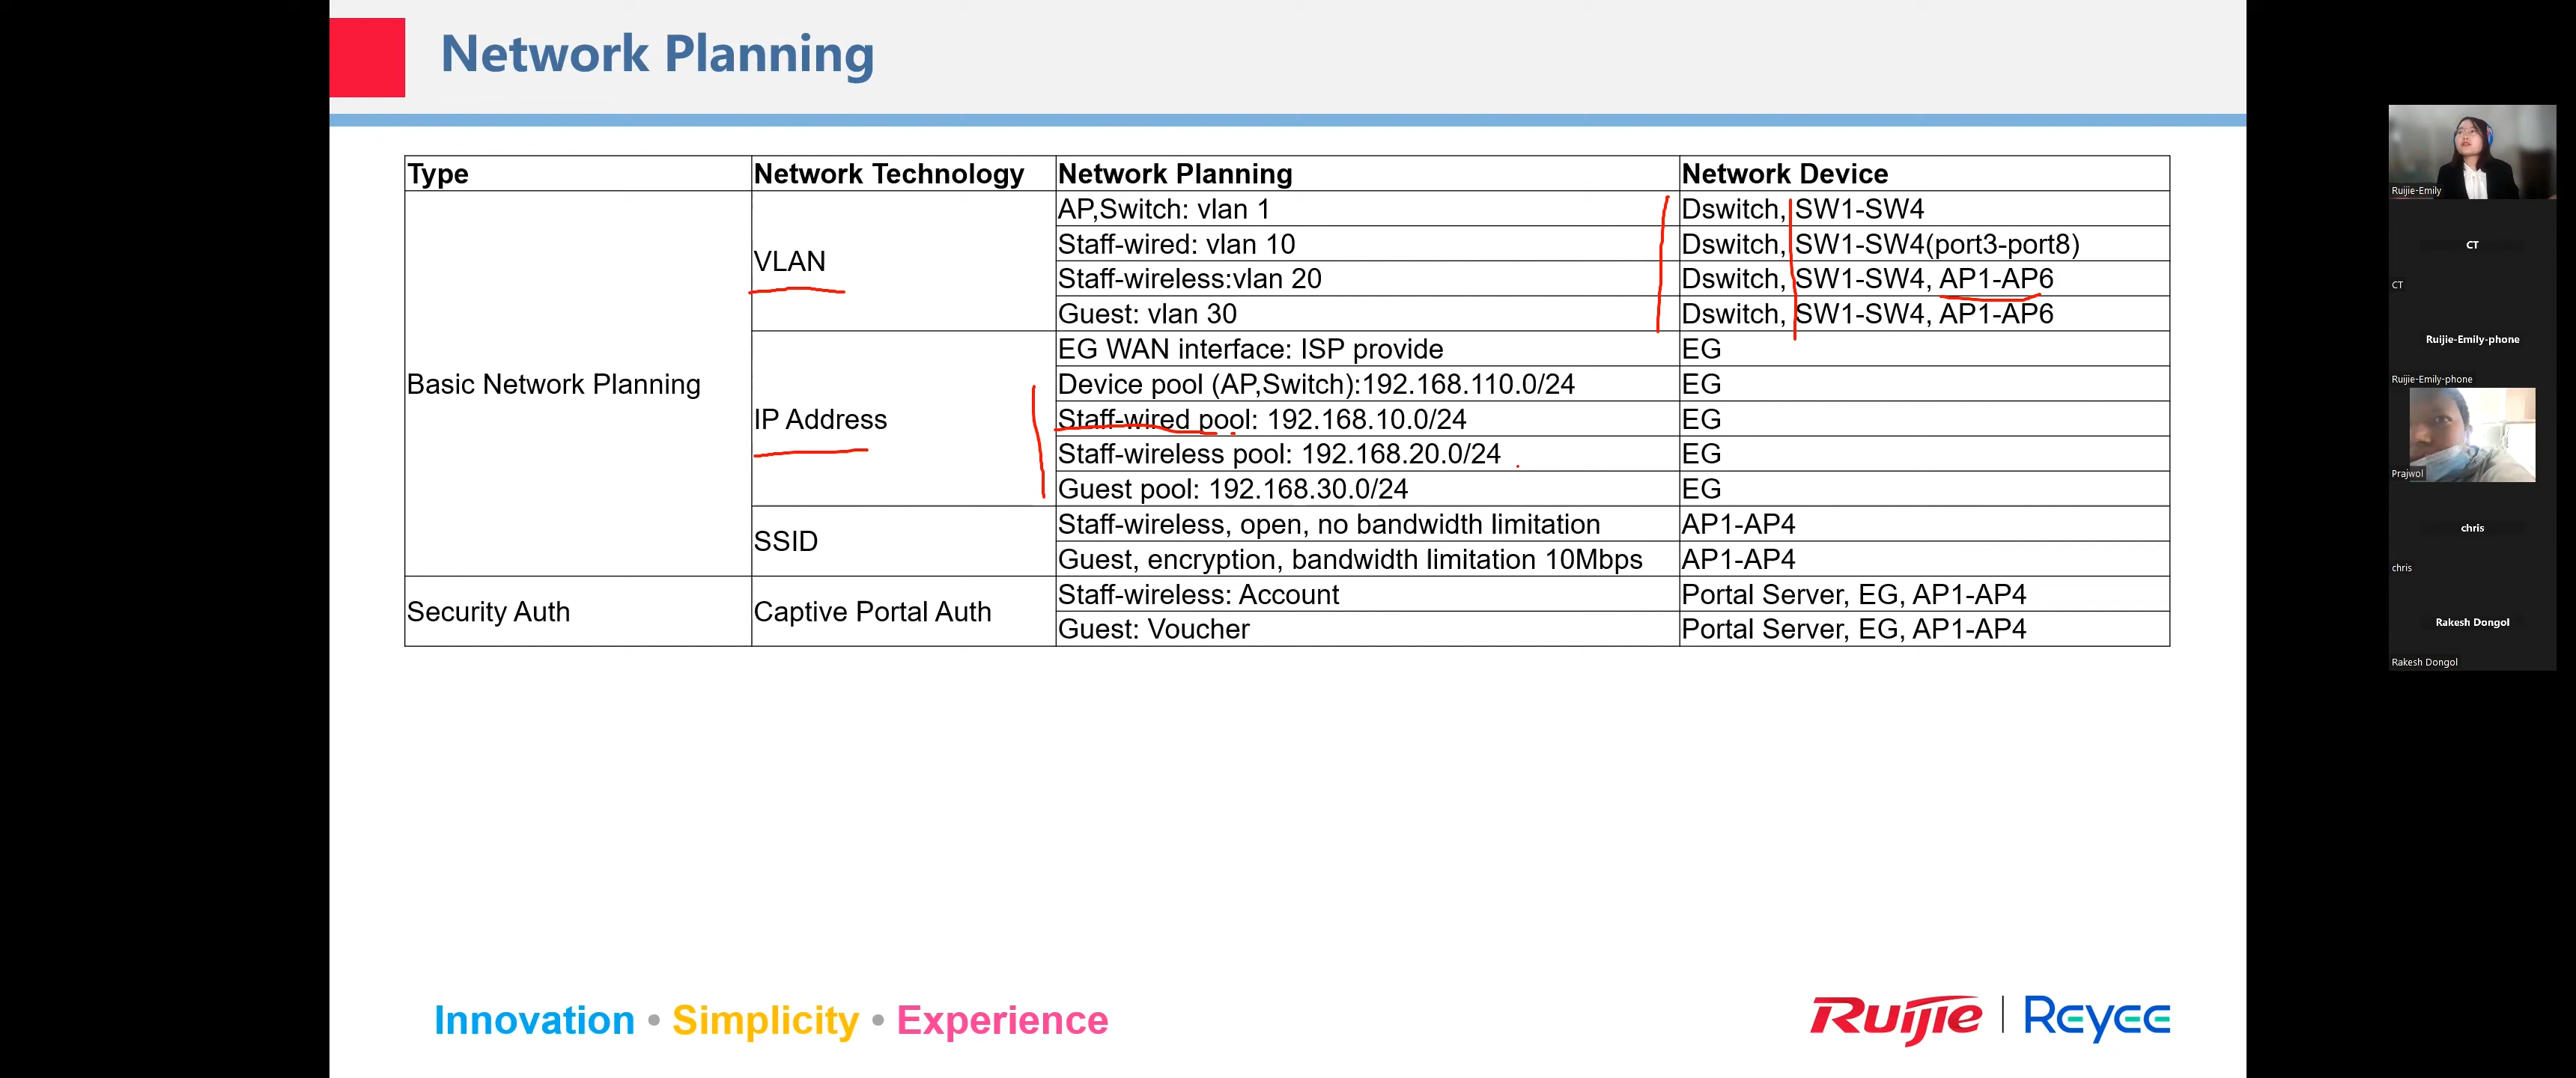 Network Planning
Type Network Technology Network Planning Network Device
Basic Network Planning
VLAN
AP,Switch: vlan 1 Dswitch, SW1-SW4
Staff-wired: vlan 10 Dswitch, SW1-SW4(port3-port8)
Staff-wireless:vlan 20 Dswitch, SW1-SW4, AP1-AP6
Guest: vlan 30 Dswitch, SW1-SW4, AP1-AP6
IP Address
EG WAN interface: ISP provide EG
Device pool (AP,Switch):192.168.110.0/24 EG
Staff-wired pool: 192.168.10.0/24 EG
Staff-wireless pool: 192.168.20.0/24 EG
Guest pool: 192.168.30.0/24 EG
SSID
Staff-wireless, open, no bandwidth limitation AP1-AP4
Guest, encryption, bandwidth limitation 10Mbps AP1-AP4
Security Auth
Captive Portal Auth
Staff-wireless: Account Portal Server, EG, AP1-AP4
Guest: Voucher Portal Server, EG, AP1-AP4
Innovation • Simplicity • Experience
Ruijie | Reyee
Ruijie-Emily
CT
CT
Ruijie-Emily-phone
Ruijie-Emily-phone
Prajwol
chris
chris
Rakesh Dongol
Rakesh Dongol